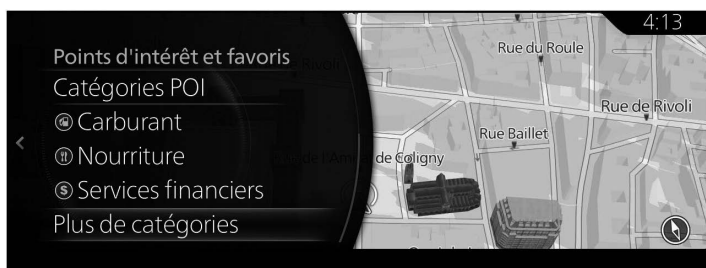 4:13
Points d'intérêt et favoris
Catégories POI
Carburant
Nourriture
$ Services financiers
Plus de catégories
Rue du Roule
Rue de Rivoli
Rue Baillet
de Coligny
Rivoli